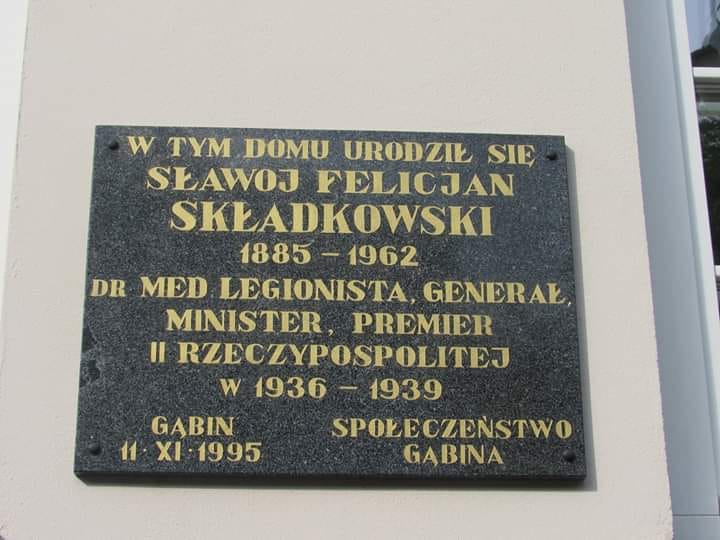 W TYM DOMU URODZIŁ SIĘ
SŁAWOJ FELICJAN
SKŁADKOWSKI
1885 – 1962
DR MED LEGIONISTA, GENERAŁ,
MINISTER, PREMIER
II RZECZYPOSPOLITEJ
W 1936 – 1939
GĄBIN SPOŁECZEŃSTWO
11 · XI · 1995 GĄBINA